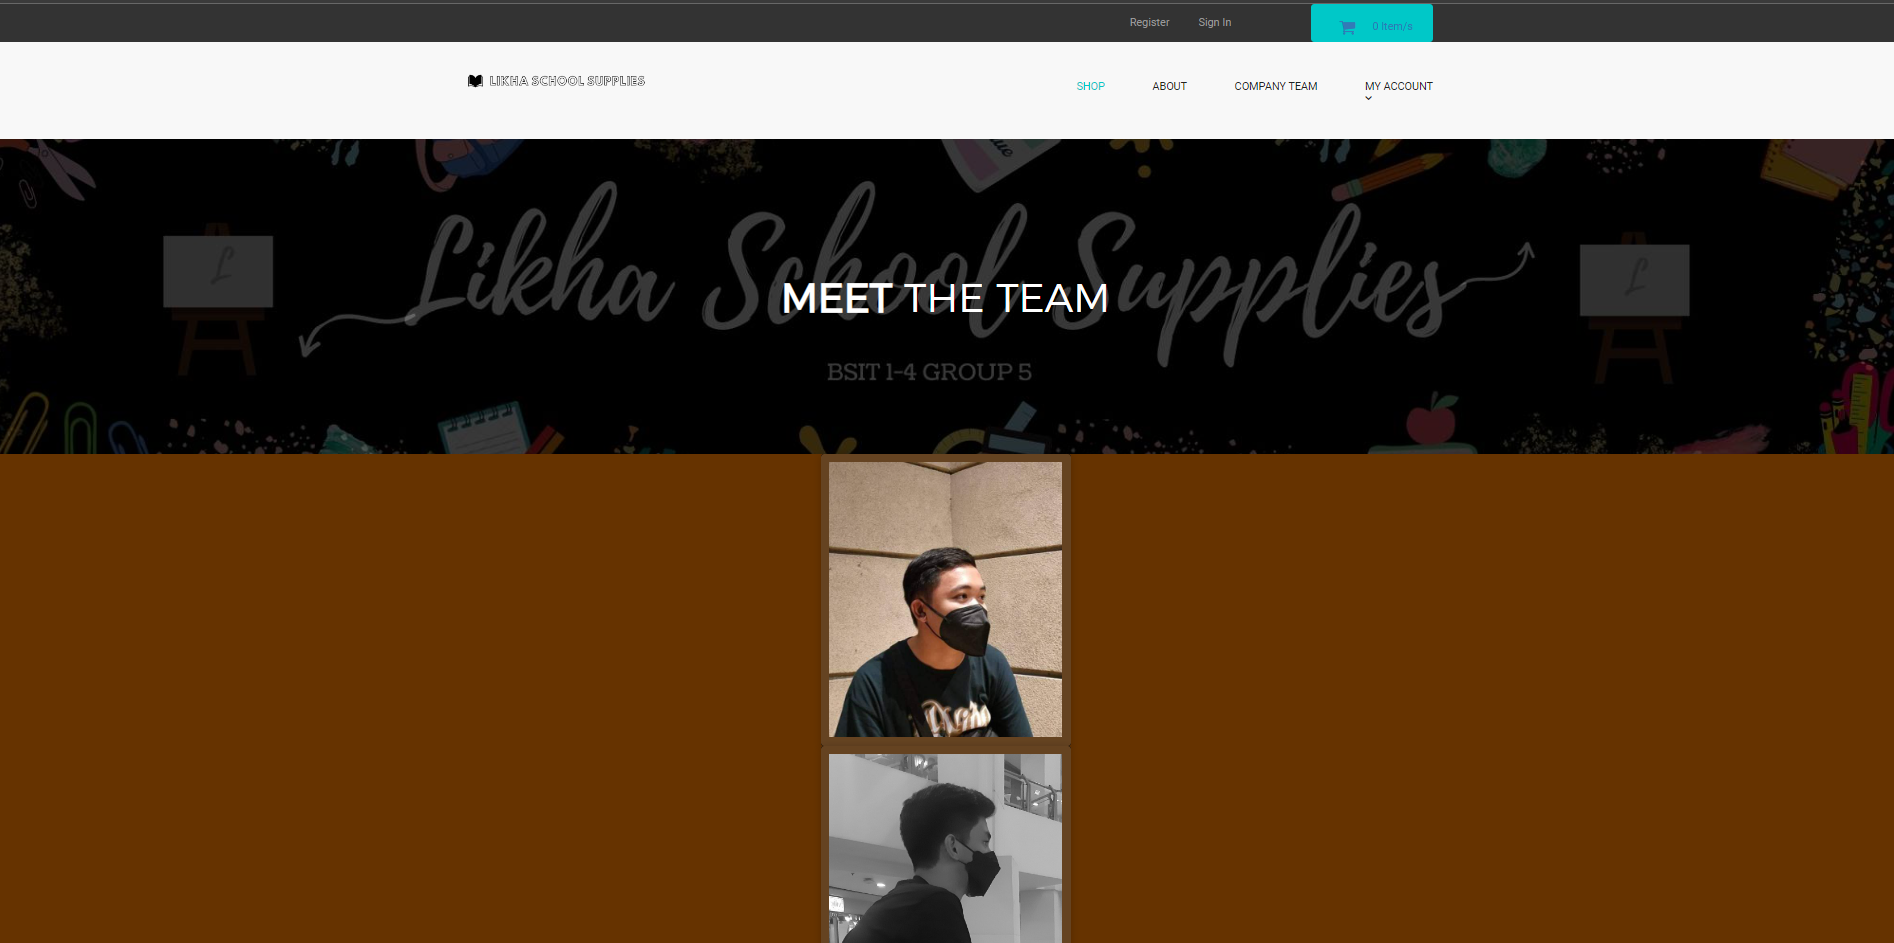 Register Sign In 0 Item/s
LIKHA SCHOOL SUPPLIES
SHOP ABOUT COMPANY TEAM MY ACCOUNT
Likha School Supplies
L
L
MEET THE TEAM
BSIT 1-4 GROUP 5